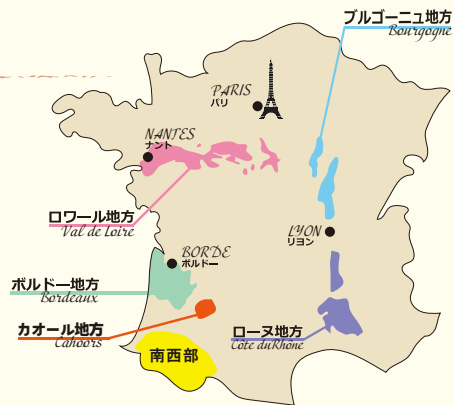 ブルゴーニュ地方
Bourgogne
PARIS
パリ
NANTES
ナント
ロワール地方
Val de Loire
LYON
リヨン
BORDE
ボルドー
ボルドー地方
Bordeaux
カオール地方
Cahoors
ローヌ地方
Côte duRhône
南西部